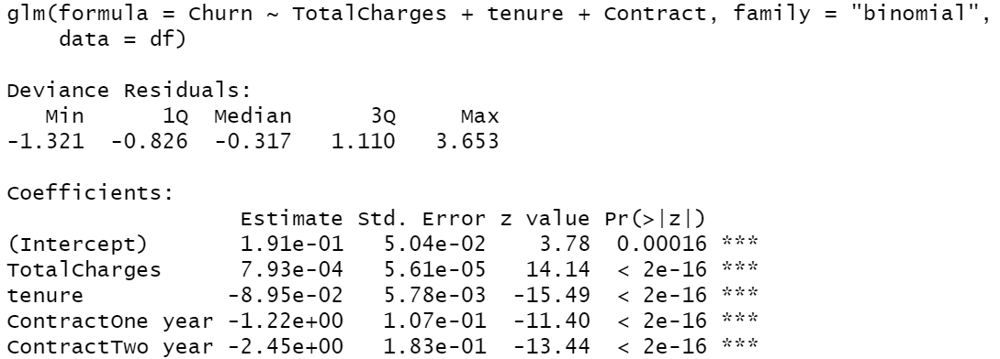 glm(formula = Churn ~ TotalCharges + tenure + Contract, family = "binomial",
    data = df)

Deviance Residuals:
   Min      1Q  Median      3Q     Max
-1.321  -0.826  -0.317   1.110   3.653

Coefficients:
                  Estimate Std. Error z value Pr(>|z|)
(Intercept)       1.91e-01   5.04e-02    3.78  0.00016 ***
TotalCharges      7.93e-04   5.61e-05   14.14  < 2e-16 ***
tenure           -8.95e-02   5.78e-03  -15.49  < 2e-16 ***
ContractOne year -1.22e+00   1.07e-01  -11.40  < 2e-16 ***
ContractTwo year -2.45e+00   1.83e-01  -13.44  < 2e-16 ***